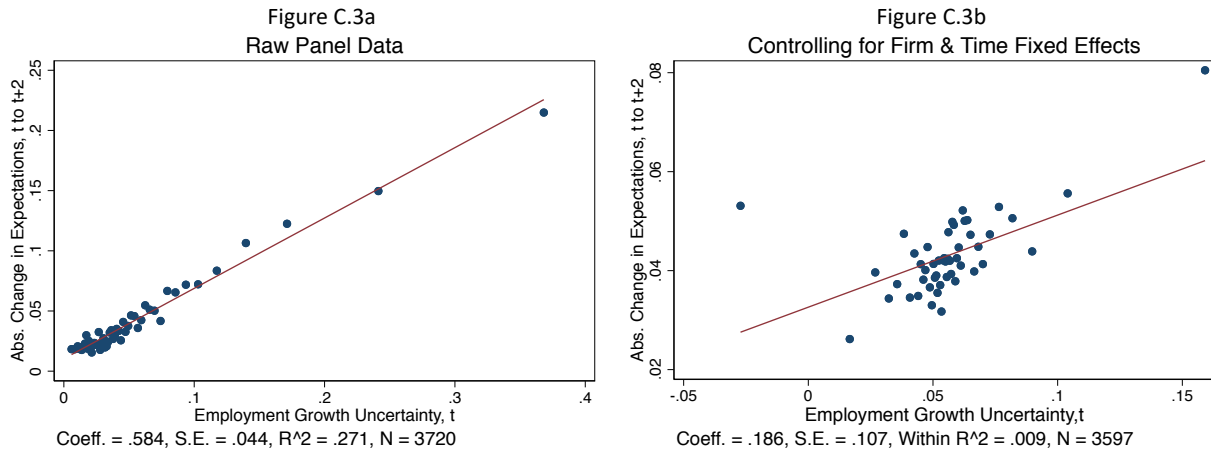 Figure C.3a
Raw Panel Data
Abs. Change in Expectations, t to t+2
.25
.2
.15
.1
.05
0
0 .1 .2 .3 .4
Employment Growth Uncertainty, t
Coeff. = .584, S.E. = .044, R^2 = .271, N = 3720
Figure C.3b
Controlling for Firm & Time Fixed Effects
Abs. Change in Expectations, t to t+2
.08
.06
.04
.02
-.05 0 .05 .1 .15
Employment Growth Uncertainty,t
Coeff. = .186, S.E. = .107, Within R^2 = .009, N = 3597